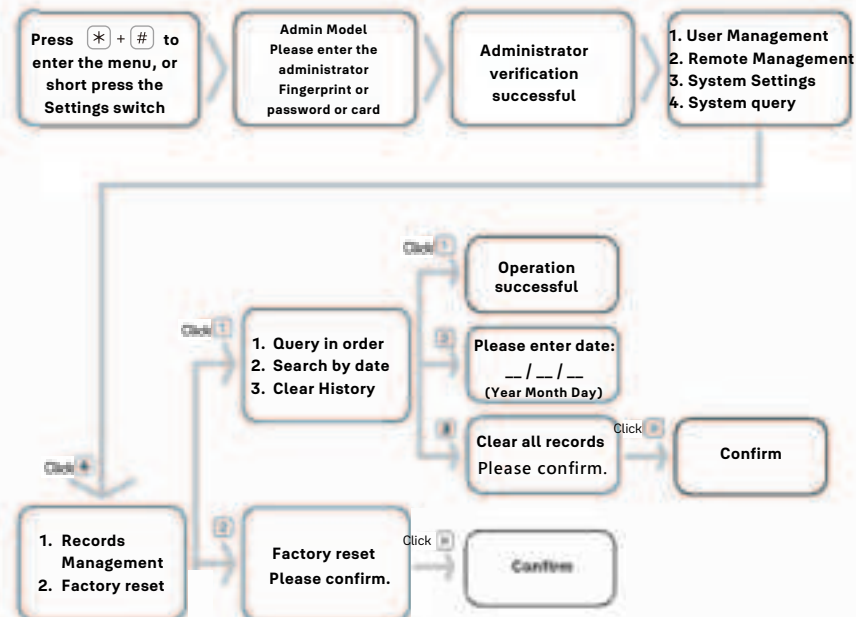 Press * + # to
enter the menu, or
short press the
Settings switch
Admin Model
Please enter the
administrator
Fingerprint or
password or card
Administrator
verification
successful
1. User Management
2. Remote Management
3. System Settings
4. System query
Click 1
Operation
successful
Click 1
1. Query in order
2. Search by date
3. Clear History
2
Please enter date:
__ / __ / __
(Year Month Day)
Clear all records
Please confirm.
Click
Confirm
Click
1. Records
Management
2. Factory reset
2
Factory reset
Please confirm.
Click
Confirm